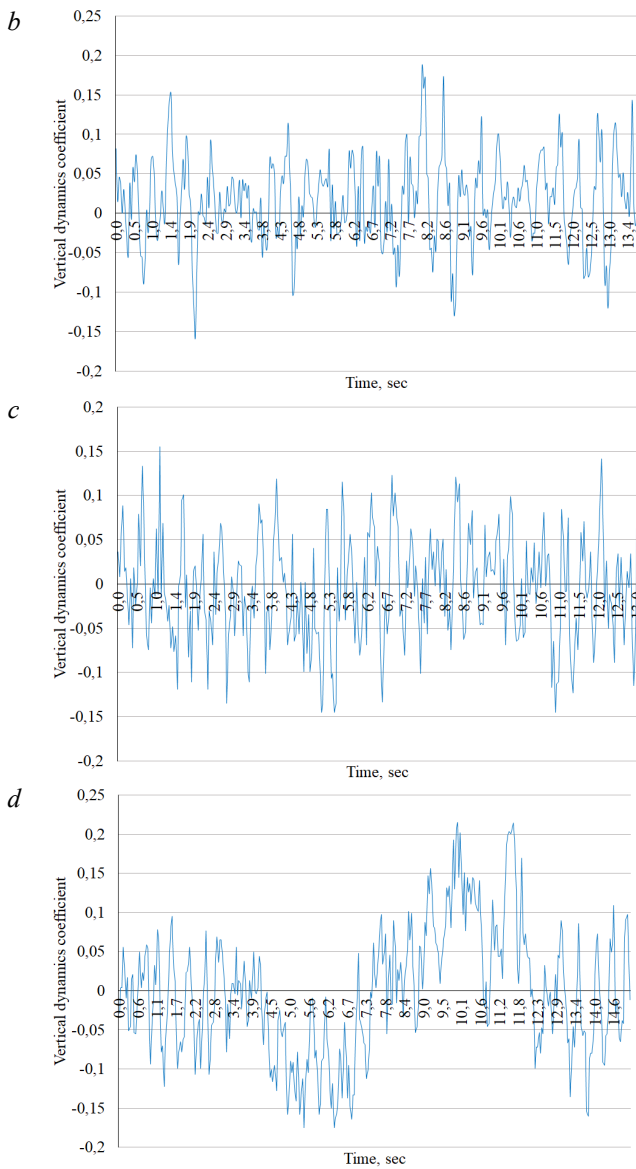 b
0,25
0,2
0,15
0,1
0,05
0
-0,05
-0,1
-0,15
-0,2
Vertical dynamics coefficient
0,0 0,5 1,0 1,4 1,9 2,4 2,9 3,4 3,8 4,3 4,8 5,3 5,8 6,2 6,7 7,2 7,7 8,2 8,6 9,1 9,6 10,1 10,6 11,0 11,5 12,0 12,5 13,0 13,4
Time, sec
c
0,2
0,15
0,1
0,05
0
-0,05
-0,1
-0,15
-0,2
Vertical dynamics coefficient
0,0 0,5 1,0 1,4 1,9 2,4 2,9 3,4 3,8 4,3 4,8 5,3 5,8 6,2 6,7 7,2 7,7 8,2 8,6 9,1 9,6 10,1 10,6 11,0 11,5 12,0 12,5
Time, sec
d
0,25
0,2
0,15
0,1
0,05
0
-0,05
-0,1
-0,15
-0,2
Vertical dynamics coefficient
0,0 0,6 1,1 1,7 2,2 2,8 3,4 3,9 4,5 5,0 5,6 6,2 6,7 7,3 7,8 8,4 9,0 9,5 10,1 10,6 11,2 11,8 12,3 12,9 13,4 14,0 14,6
Time, sec